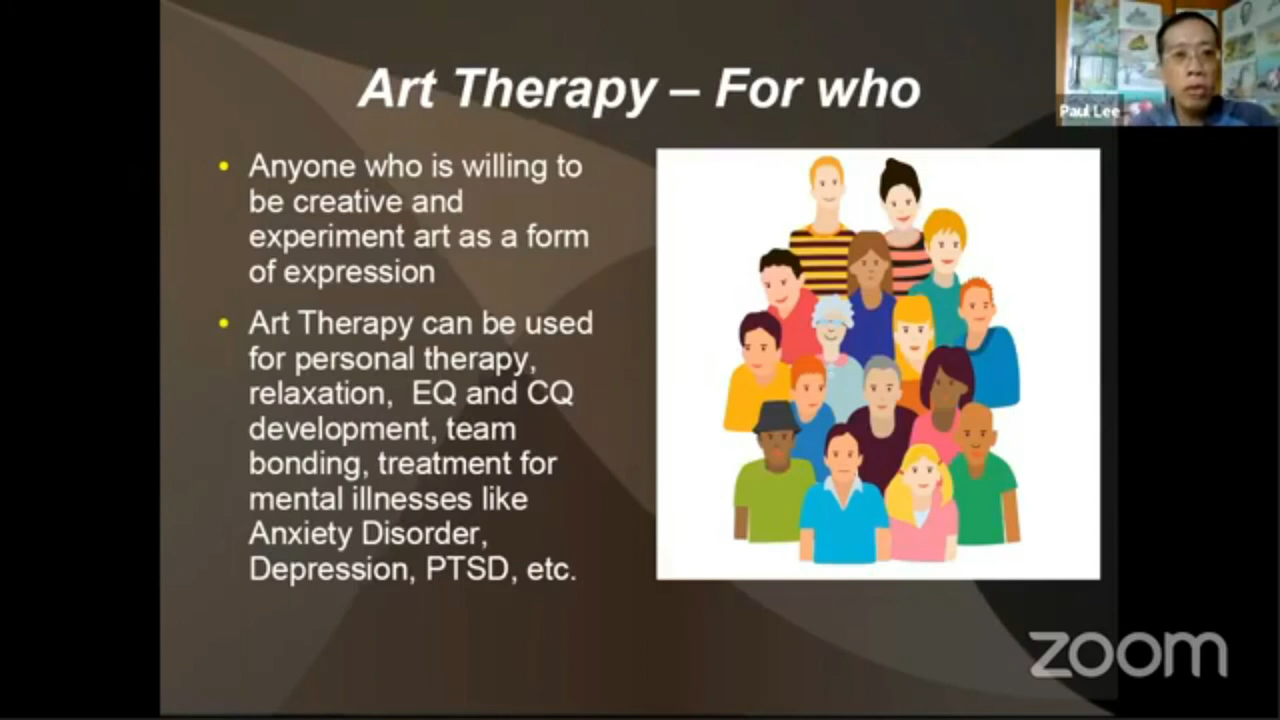 Art Therapy – For who
Paul Lee
• Anyone who is willing to
be creative and
experiment art as a form
of expression
• Art Therapy can be used
for personal therapy,
relaxation,  EQ and CQ
development, team
bonding, treatment for
mental illnesses like
Anxiety Disorder,
Depression, PTSD, etc.
zoom